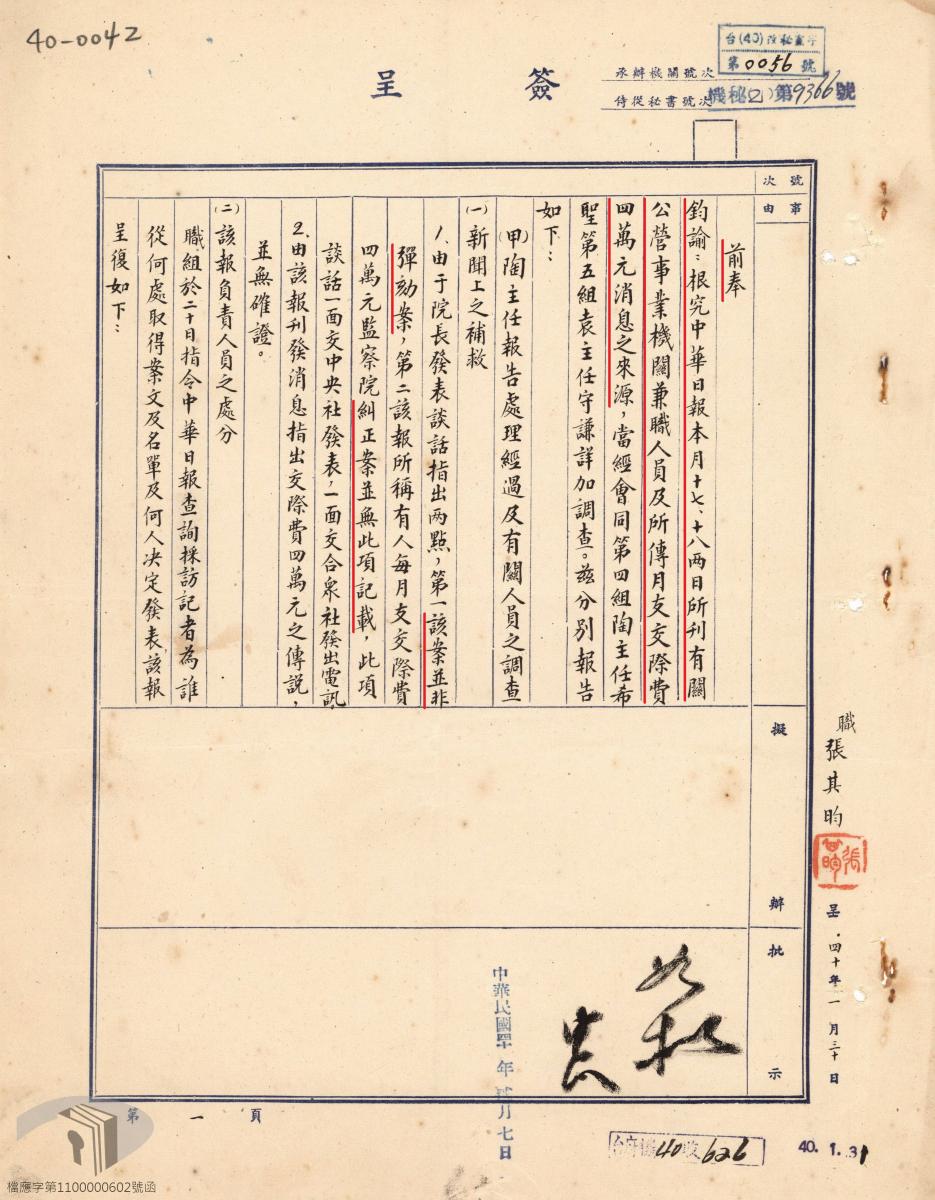 40-0042
台(40)改秘室字
第0056號
簽呈
承辦機關號次
侍從秘書號次
機秘(乙)第9366號
號次
事由
前奉
鈞諭：根究中華日報本月十七、十八兩日所刊有關
公營事業機關兼職人員及所傳月支交際費
四萬元消息之來源，當經會同第四組陶主任希
聖第五組袁主任守謙詳加調查。茲分別報告
如下：
(甲)陶主任報告處理經過及有關人員之調查
(一)新聞上之補救
1、由于院長發表談話指出兩點，第一該案並非
彈劾案，第二該報所稱有人每月支交際費
四萬元監察院糾正案並無此項記載，此項
談話一面交中央社發表，一面交合衆社發出電訊
2.由該報刊發消息指出交際費四萬元之傳說，
並無確證。
(二)該報負責人員之處分
職組於二十日指令中華日報查詢採訪記者為誰
從何處取得案文及名單及何人決定發表，該報
呈復如下：
擬辦
批示
中華民國四十年貳月七日
職張其昀
呈 四十年一月三十日
第一頁
40收626
40.1.31
檔應字第1100000602號函